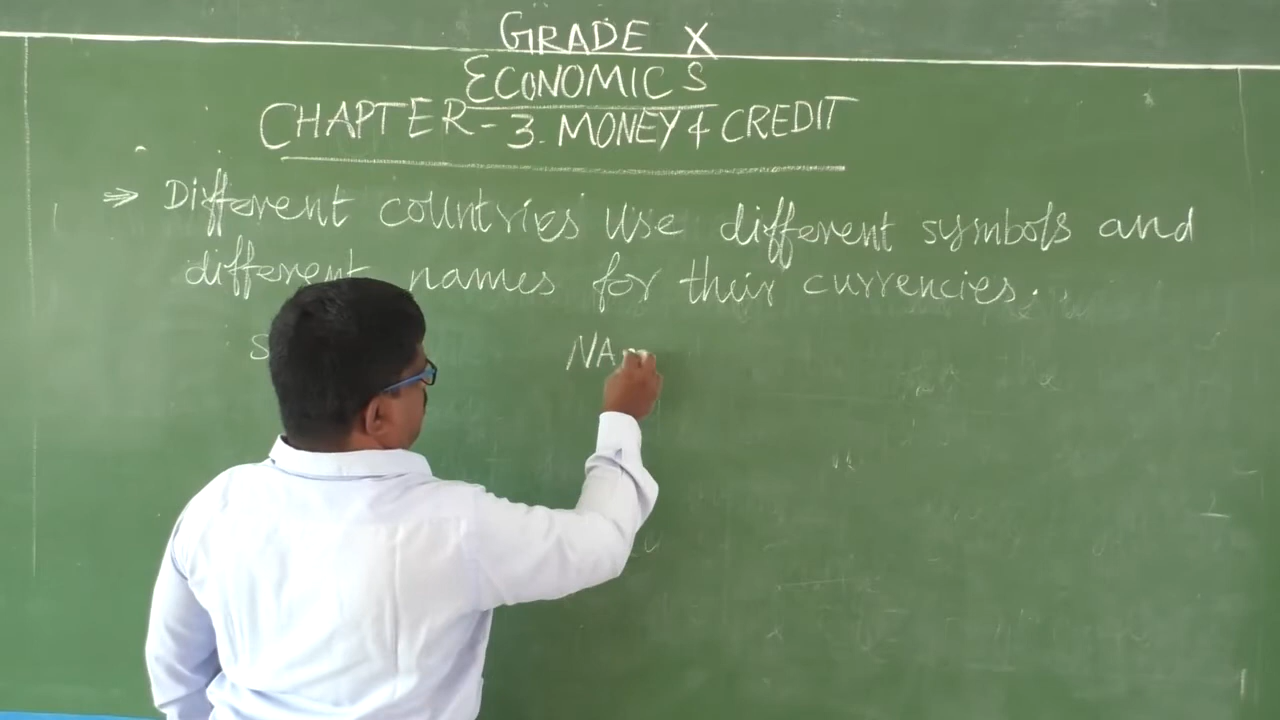 GRADE X
ECONOMICS
CHAPTER-3. MONEY & CREDIT
⇒ Different countries use different symbols and
different names for their currencies.
S
NA